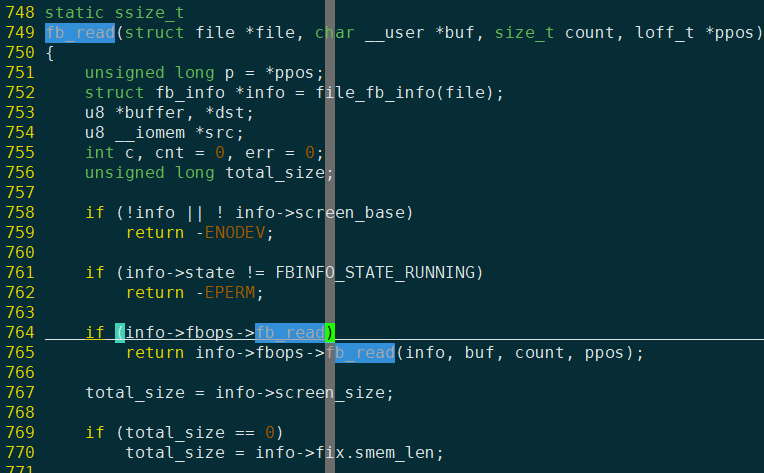 748 static ssize_t
749 fb_read(struct file *file, char __user *buf, size_t count, loff_t *ppos)
750 {
751     unsigned long p = *ppos;
752     struct fb_info *info = file_fb_info(file);
753     u8 *buffer, *dst;
754     u8 __iomem *src;
755     int c, cnt = 0, err = 0;
756     unsigned long total_size;
757
758     if (!info || ! info->screen_base)
759         return -ENODEV;
760
761     if (info->state != FBINFO_STATE_RUNNING)
762         return -EPERM;
763
764     if (info->fbops->fb_read)
765         return info->fbops->fb_read(info, buf, count, ppos);
766
767     total_size = info->screen_size;
768
769     if (total_size == 0)
770         total_size = info->fix.smem_len;
771